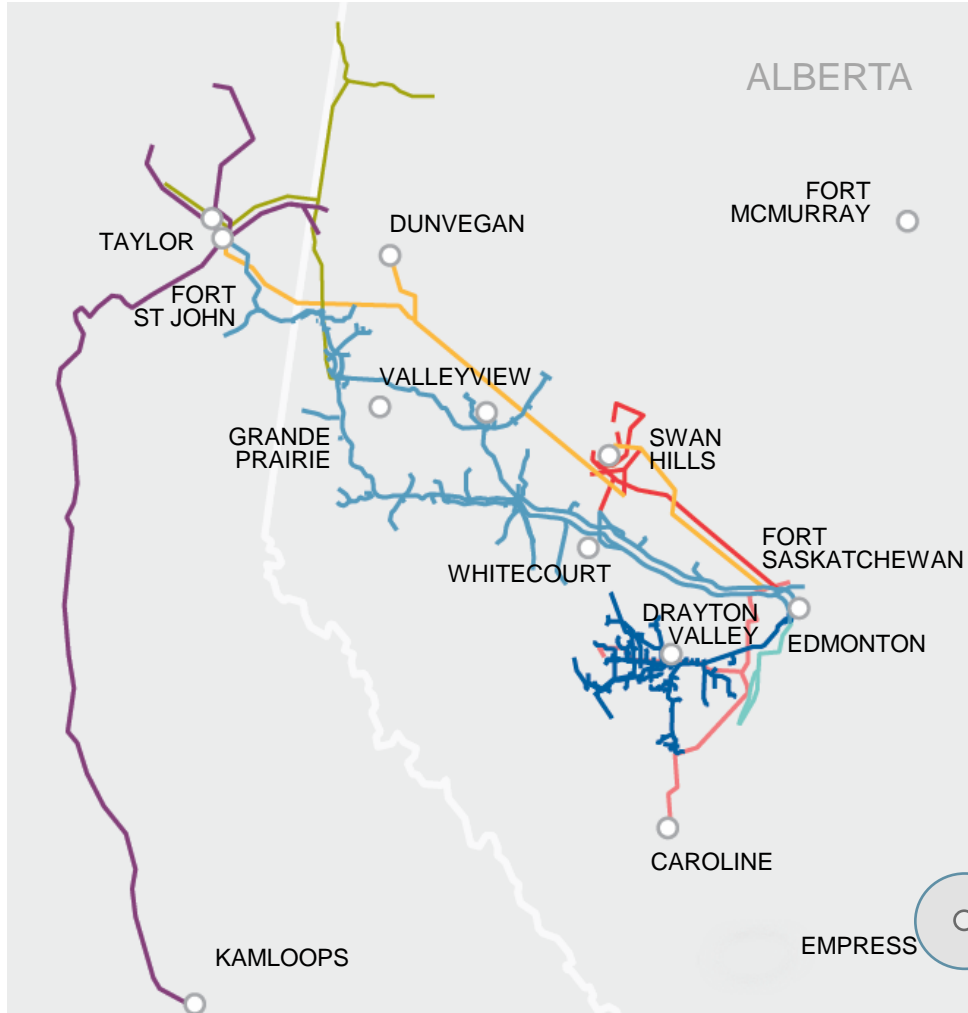 ALBERTA
FORT
MCMURRAY
DUNVEGAN
TAYLOR
FORT
ST JOHN
VALLEYVIEW
GRANDE
PRAIRIE
SWAN
HILLS
FORT
SASKATCHEWAN
WHITECOURT
DRAYTON
VALLEY
EDMONTON
CAROLINE
EMPRESS
KAMLOOPS